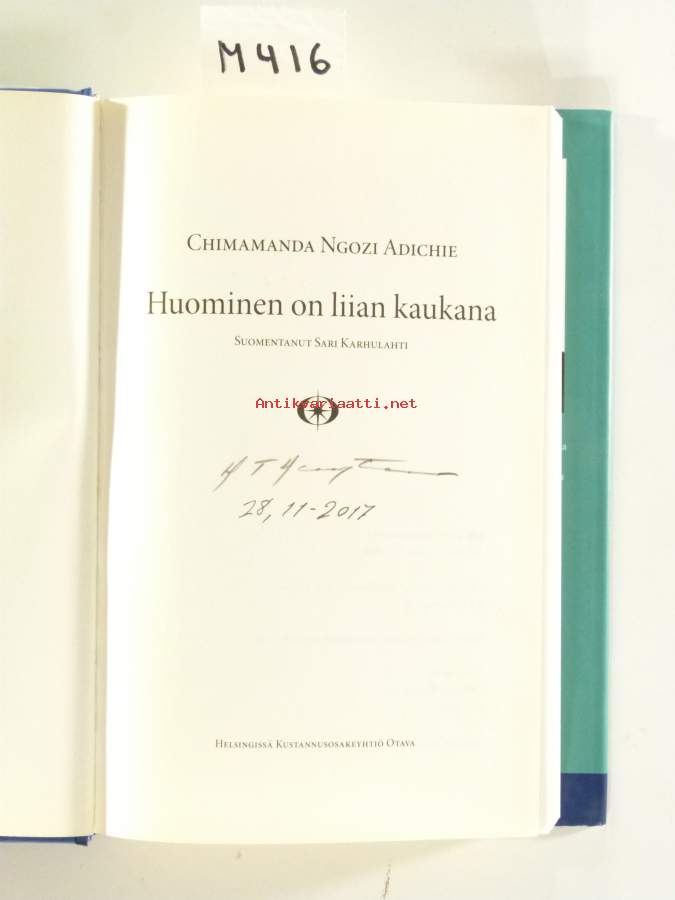 M416
CHIMAMANDA NGOZI ADICHIE
Huominen on liian kaukana
SUOMENTANUT SARI KARHULAHTI
Antikvariaatti.net
28, 11-2017
HELSINGISSÄ KUSTANNUSOSAKEYHTIÖ OTAVA